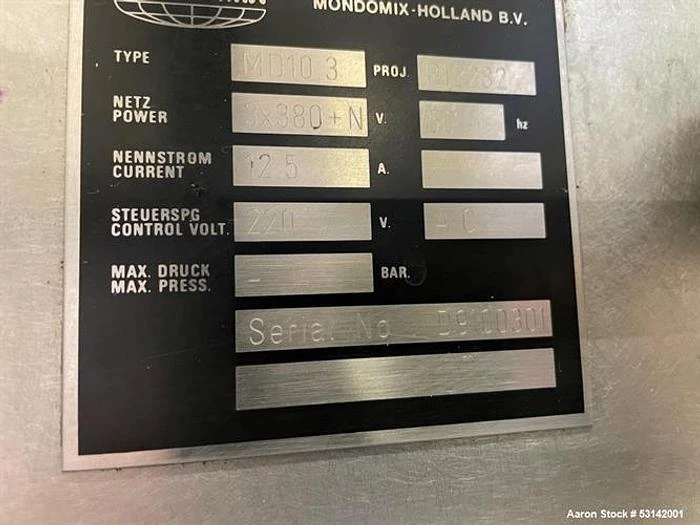 MONDOMIX-HOLLAND B.V.
TYPE MD10 3 PROJ.
NETZ
POWER 3x380+N V. hz
NENNSTROM
CURRENT 12.5 A.
STEUERSPG
CONTROL VOLT. 220 V. AC
MAX. DRUCK
MAX. PRESS. - BAR.
Serial No D9100301
Aaron Stock # 53142001